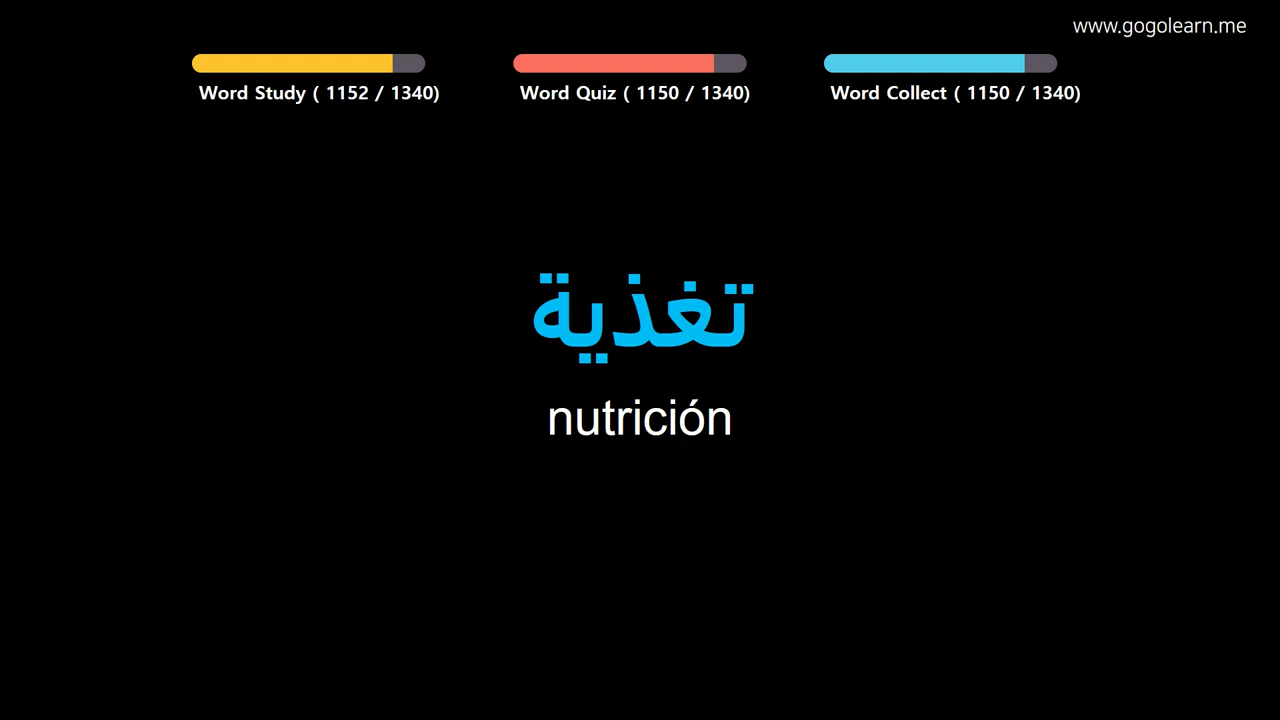 www.gogolearn.me
Word Study ( 1152 / 1340)
Word Quiz ( 1150 / 1340)
Word Collect ( 1150 / 1340)
تغذية
nutrición